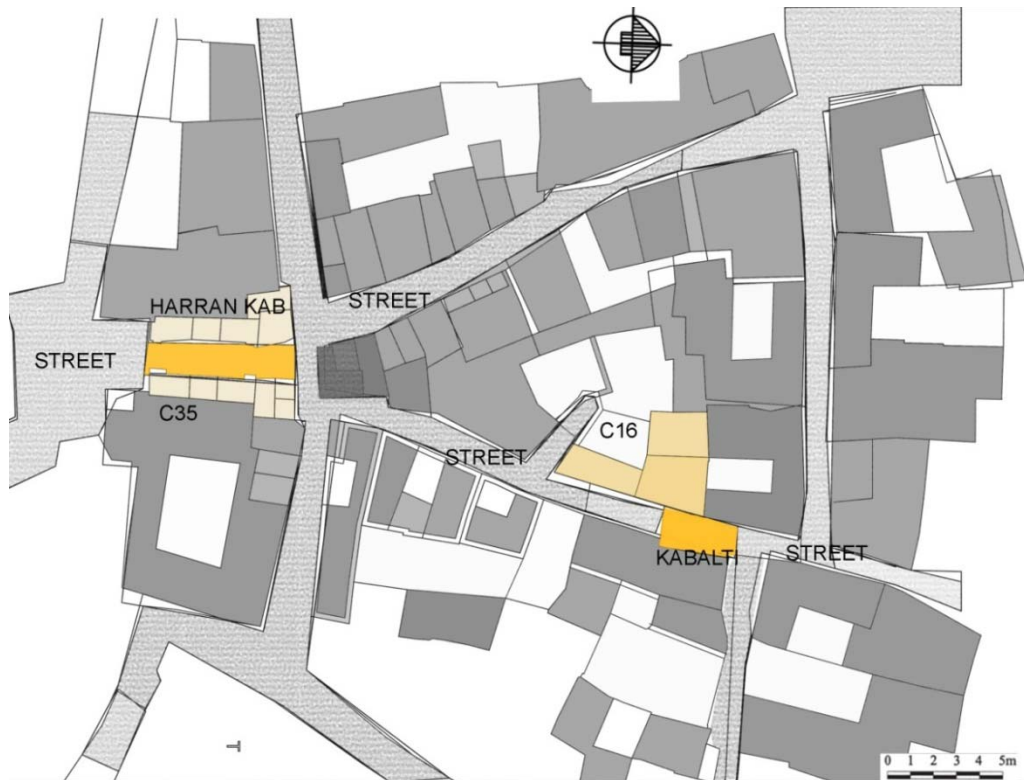 STREET
HARRAN KAB
STREET
C35
C16
STREET
KABALTI
STREET
T
0 1 2 3 4 5m